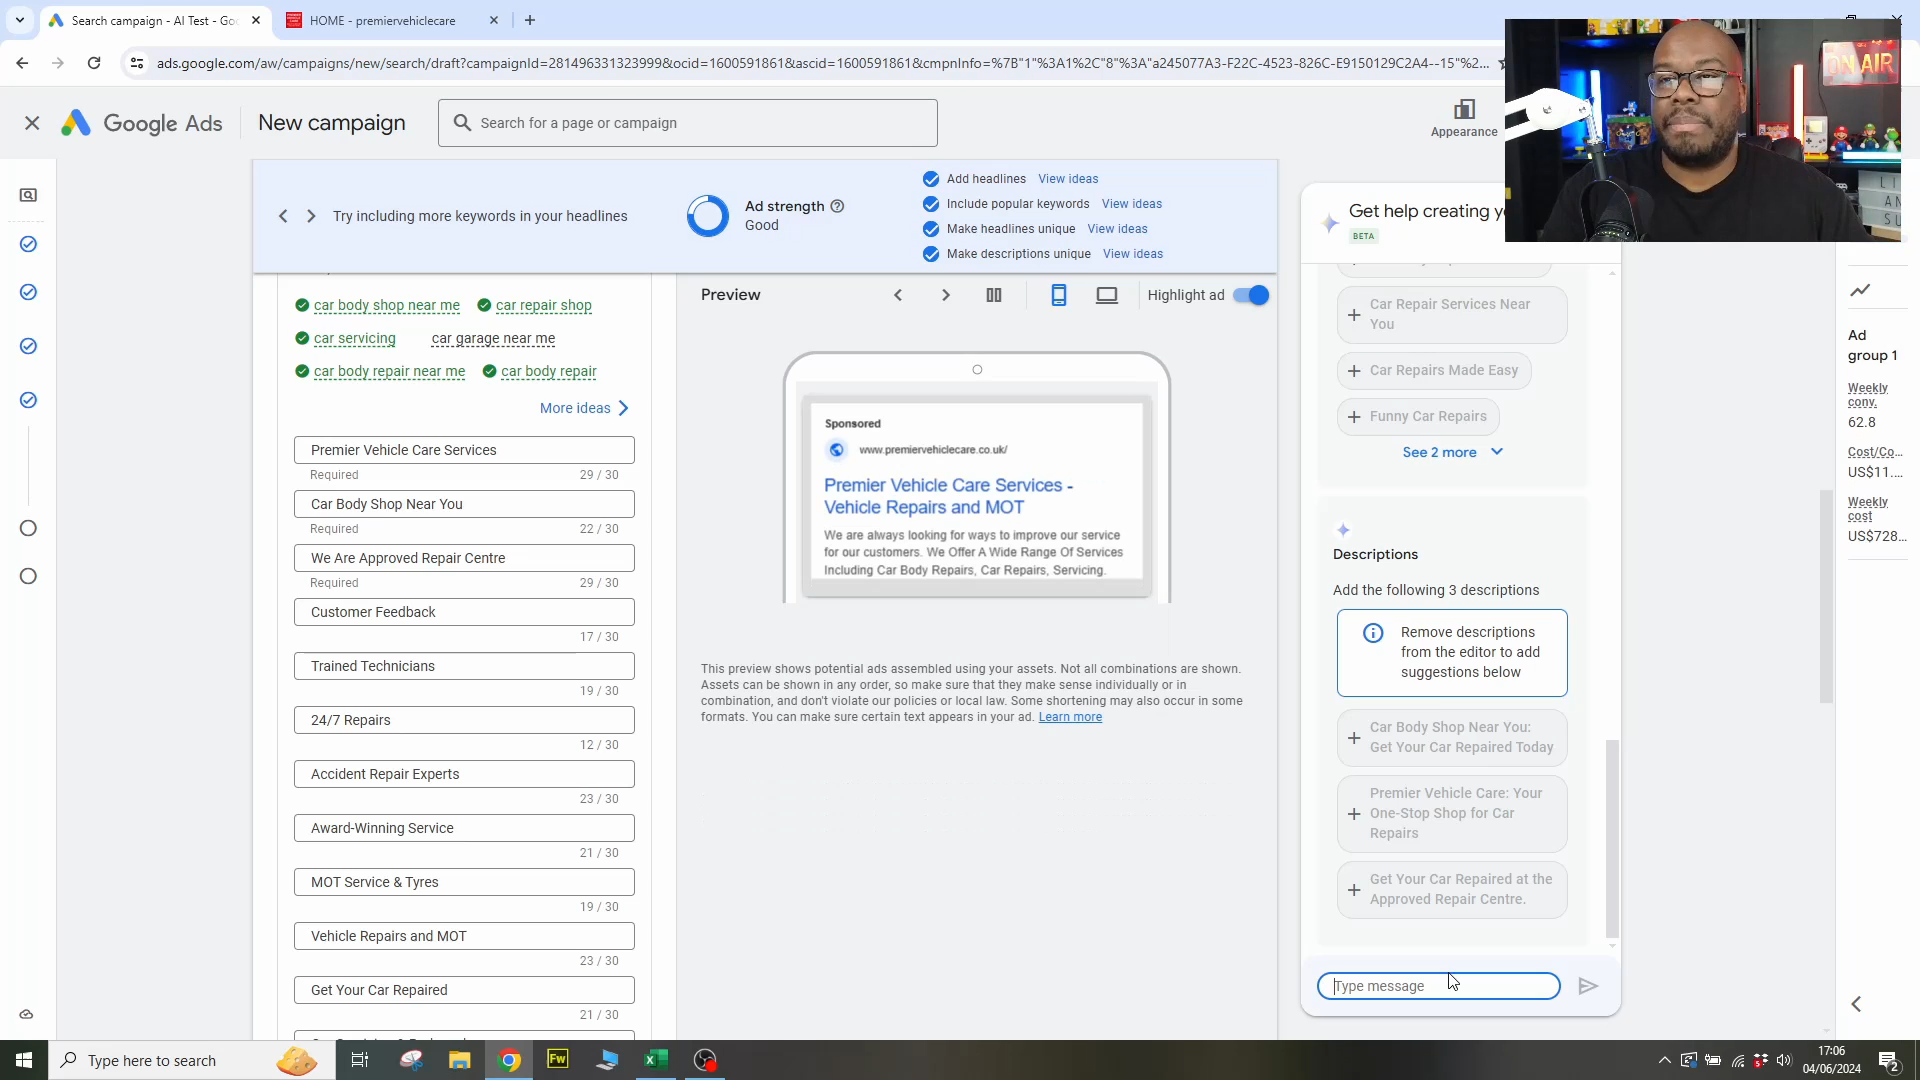 Search campaign - AI Test - Goo
HOME - premiervehiclecare
ads.google.com/aw/campaigns/new/search/draft?campaignId=281496331323999&ocid=1600591861&ascid=1600591861&cmpnInfo=%7B"1"%3A1%2C"8"%3A"a245077A3-F22C-4523-826C-E9150129C2A4--15"%2...
Google Ads
New campaign
Search for a page or campaign
Appearance
ON AIR
Try including more keywords in your headlines
Ad strength
Good
Add headlines View ideas
Include popular keywords View ideas
Make headlines unique View ideas
Make descriptions unique View ideas
car body shop near me
car repair shop
car servicing
car garage near me
car body repair near me
car body repair
More ideas
Premier Vehicle Care Services
Required
29 / 30
Car Body Shop Near You
Required
22 / 30
We Are Approved Repair Centre
Required
29 / 30
Customer Feedback
17 / 30
Trained Technicians
19 / 30
24/7 Repairs
12 / 30
Accident Repair Experts
23 / 30
Award-Winning Service
21 / 30
MOT Service & Tyres
19 / 30
Vehicle Repairs and MOT
23 / 30
Get Your Car Repaired
21 / 30
Preview
Highlight ad
Sponsored
www.premiervehiclecare.co.uk/
Premier Vehicle Care Services -
Vehicle Repairs and MOT
We are always looking for ways to improve our service
for our customers. We Offer A Wide Range Of Services
Including Car Body Repairs, Car Repairs, Servicing.
This preview shows potential ads assembled using your assets. Not all combinations are shown.
Assets can be shown in any order, so make sure that they make sense individually or in
combination, and don't violate our policies or local law. Some shortening may also occur in some
formats. You can make sure certain text appears in your ad. Learn more
Get help creating yo
BETA
Car Repair Services Near
You
Car Repairs Made Easy
Funny Car Repairs
See 2 more
Descriptions
Add the following 3 descriptions
Remove descriptions
from the editor to add
suggestions below
Car Body Shop Near You:
Get Your Car Repaired Today
Premier Vehicle Care: Your
One-Stop Shop for Car
Repairs
Get Your Car Repaired at the
Approved Repair Centre.
Type message
Ad
group 1
Weekly
conv.
62.8
Cost/Co...
US$11....
Weekly
cost
US$728...
Type here to search
Fw
17:06
04/06/2024
2